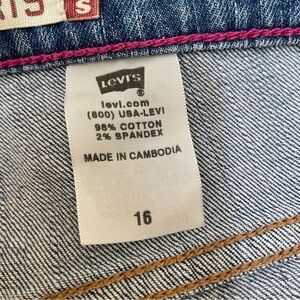 S
LEVI'S
®
levi.com
(800) USA-LEVI
98% COTTON
2% SPANDEX
MADE IN CAMBODIA
16